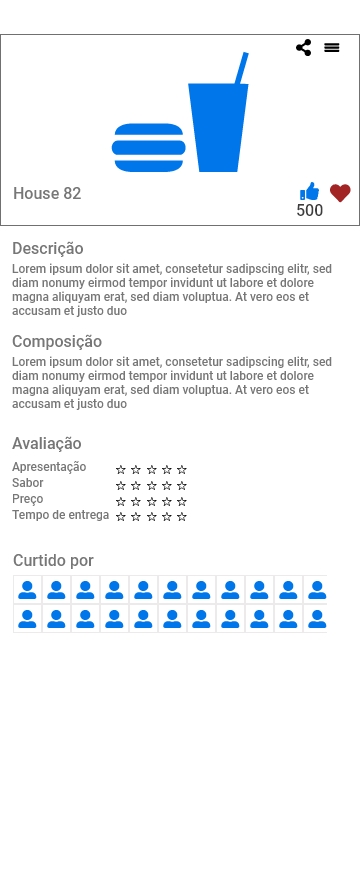 House 82
500
Descrição
Lorem ipsum dolor sit amet, consetetur sadipscing elitr, sed
diam nonumy eirmod tempor invidunt ut labore et dolore
magna aliquyam erat, sed diam voluptua. At vero eos et
accusam et justo duo
Composição
Lorem ipsum dolor sit amet, consetetur sadipscing elitr, sed
diam nonumy eirmod tempor invidunt ut labore et dolore
magna aliquyam erat, sed diam voluptua. At vero eos et
accusam et justo duo
Avaliação
Apresentação
Sabor
Preço
Tempo de entrega
Curtido por